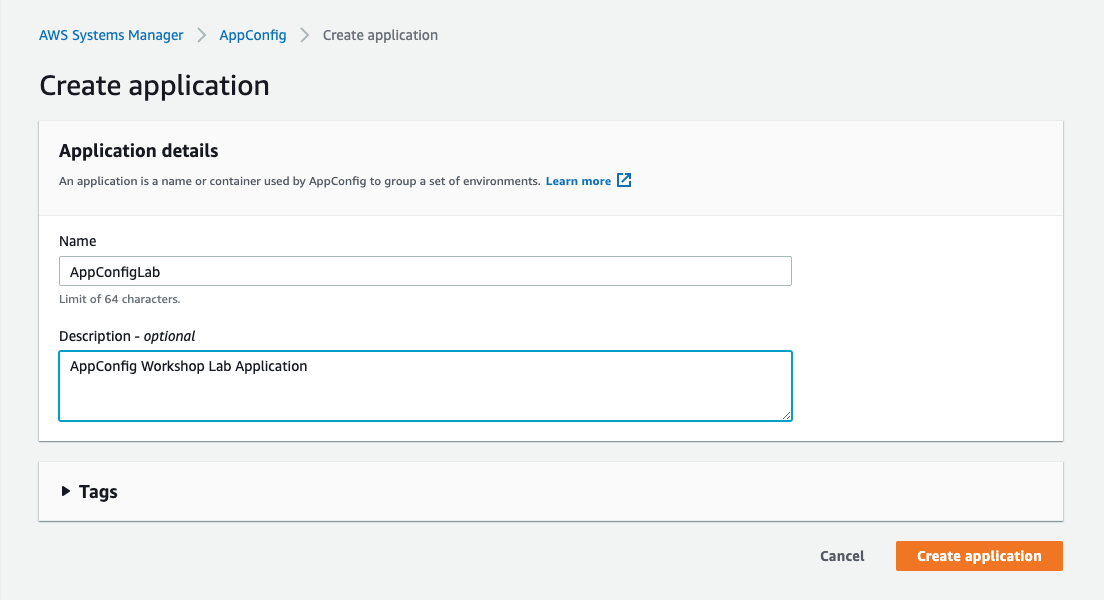 AWS Systems Manager > AppConfig > Create application
Create application
Application details
An application is a name or container used by AppConfig to group a set of environments. Learn more
Name
AppConfigLab
Limit of 64 characters.
Description - optional
AppConfig Workshop Lab Application
Tags
Cancel Create application